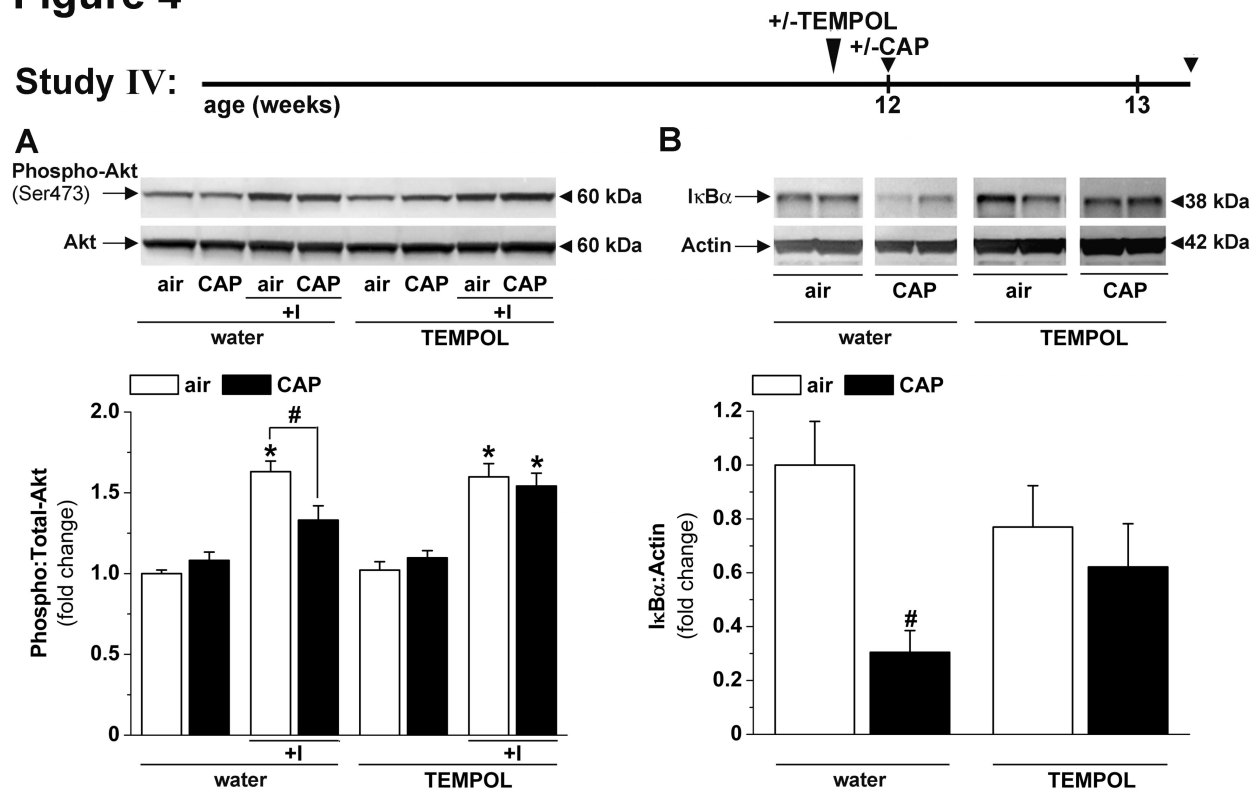 Figure 4
+/-TEMPOL
+/-CAP
Study IV:
age (weeks)
12
13
A
Phospho-Akt
(Ser473)
60 kDa
Akt
60 kDa
air CAP air CAP air CAP air CAP
+I +I
water TEMPOL
air CAP
Phospho:Total-Akt
(fold change)
2.0
1.5
1.0
0.5
0
#
*
*
*
+I +I
water TEMPOL
B
IκBα
38 kDa
Actin
42 kDa
air CAP air CAP
water TEMPOL
air CAP
IκBα:Actin
(fold change)
1.2
1.0
0.8
0.6
0.4
0.2
0
#
water TEMPOL